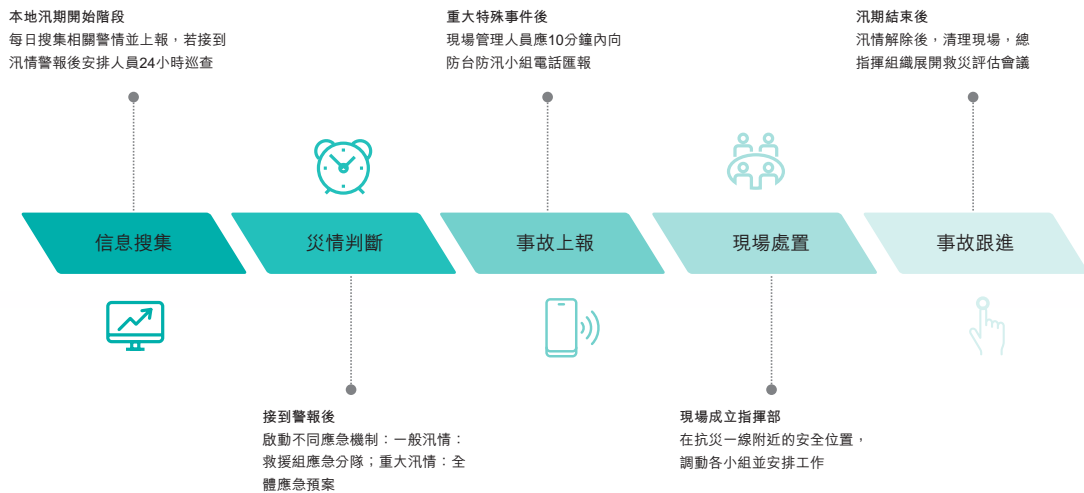 本地汛期開始階段
每日搜集相關警情並上報，若接到
汛情警報後安排人員24小時巡查
重大特殊事件後
現場管理人員應10分鐘內向
防台防汛小組電話匯報
汛期結束後
汛情解除後，清理現場，總
指揮組織展開救災評估會議
信息搜集
災情判斷
事故上報
現場處置
事故跟進
接到警報後
啟動不同應急機制：一般汛情：
救援組應急分隊；重大汛情：全
體應急預案
現場成立指揮部
在抗災一線附近的安全位置，
調動各小組並安排工作